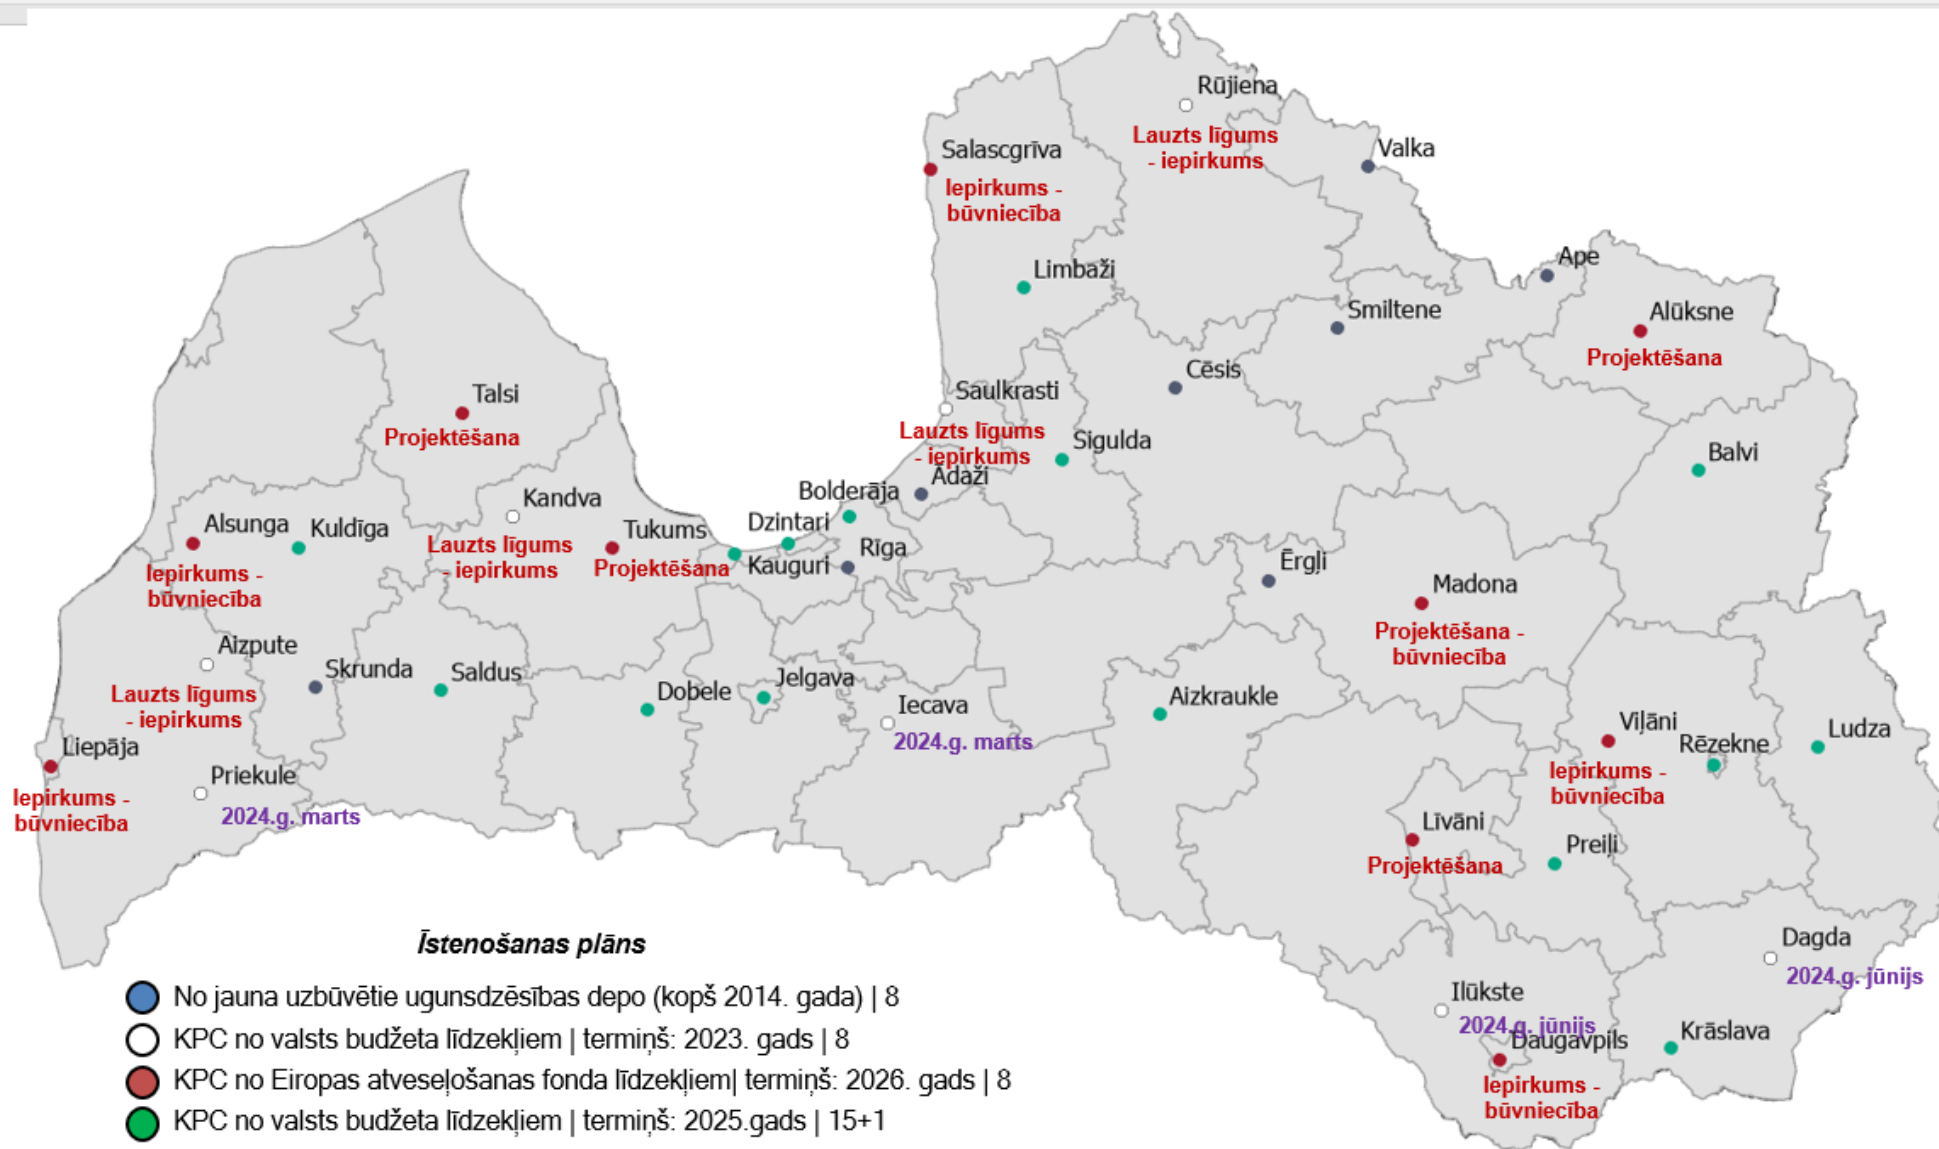 Rūjiena
Lauzts līgums
- iepirkums
Valka
Salascgrīva
Iepirkums -
būvniecība
Limbaži
Ape
Smiltene
Alūksne
Projektēšana
Cēsis
Talsi
Projektēšana
Saulkrasti
Lauzts līgums
- iepirkums
Sigulda
Balvi
Ādaži
Bolderāja
Kandva
Lauzts līgums
- iepirkums
Alsunga
Iepirkums -
būvniecība
Kuldīga
Tukums
Projektēšana
Dzintari
Kauguri
Rīga
Ērgļi
Madona
Projektēšana -
būvniecība
Aizpute
Lauzts līgums
- iepirkums
Skrunda
Saldus
Dobele
Jelgava
Iecava
2024.g. marts
Aizkraukle
Viļāni
Iepirkums -
būvniecība
Rēzekne
Ludza
Liepāja
Iepirkums -
būvniecība
Priekule
2024.g. marts
Līvāni
Projektēšana
Preiļi
Dagda
2024.g. jūnijs
Ilūkste
2024.g. jūnijs
Daugavpils
Iepirkums -
būvniecība
Krāslava
Īstenošanas plāns
No jauna uzbūvētie ugunsdzēsības depo (kopš 2014. gada) | 8
KPC no valsts budžeta līdzekļiem | termiņš: 2023. gads | 8
KPC no Eiropas atveseļošanas fonda līdzekļiem| termiņš: 2026. gads | 8
KPC no valsts budžeta līdzekļiem | termiņš: 2025.gads | 15+1